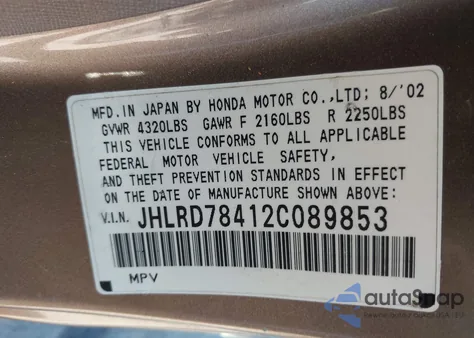 MFD.IN JAPAN BY HONDA MOTOR CO.,LTD; 8/'02
GVWR 4320LBS GAWR F 2160LBS R 2250LBS
THIS VEHICLE CONFORMS TO ALL APPLICABLE
FEDERAL MOTOR VEHICLE SAFETY,
AND THEFT PREVENTION STANDARDS IN EFFECT
ON THE DATE OF MANUFACTURE SHOWN ABOVE:
V.I.N. JHLRD78412C089853
MPV
autoSnap